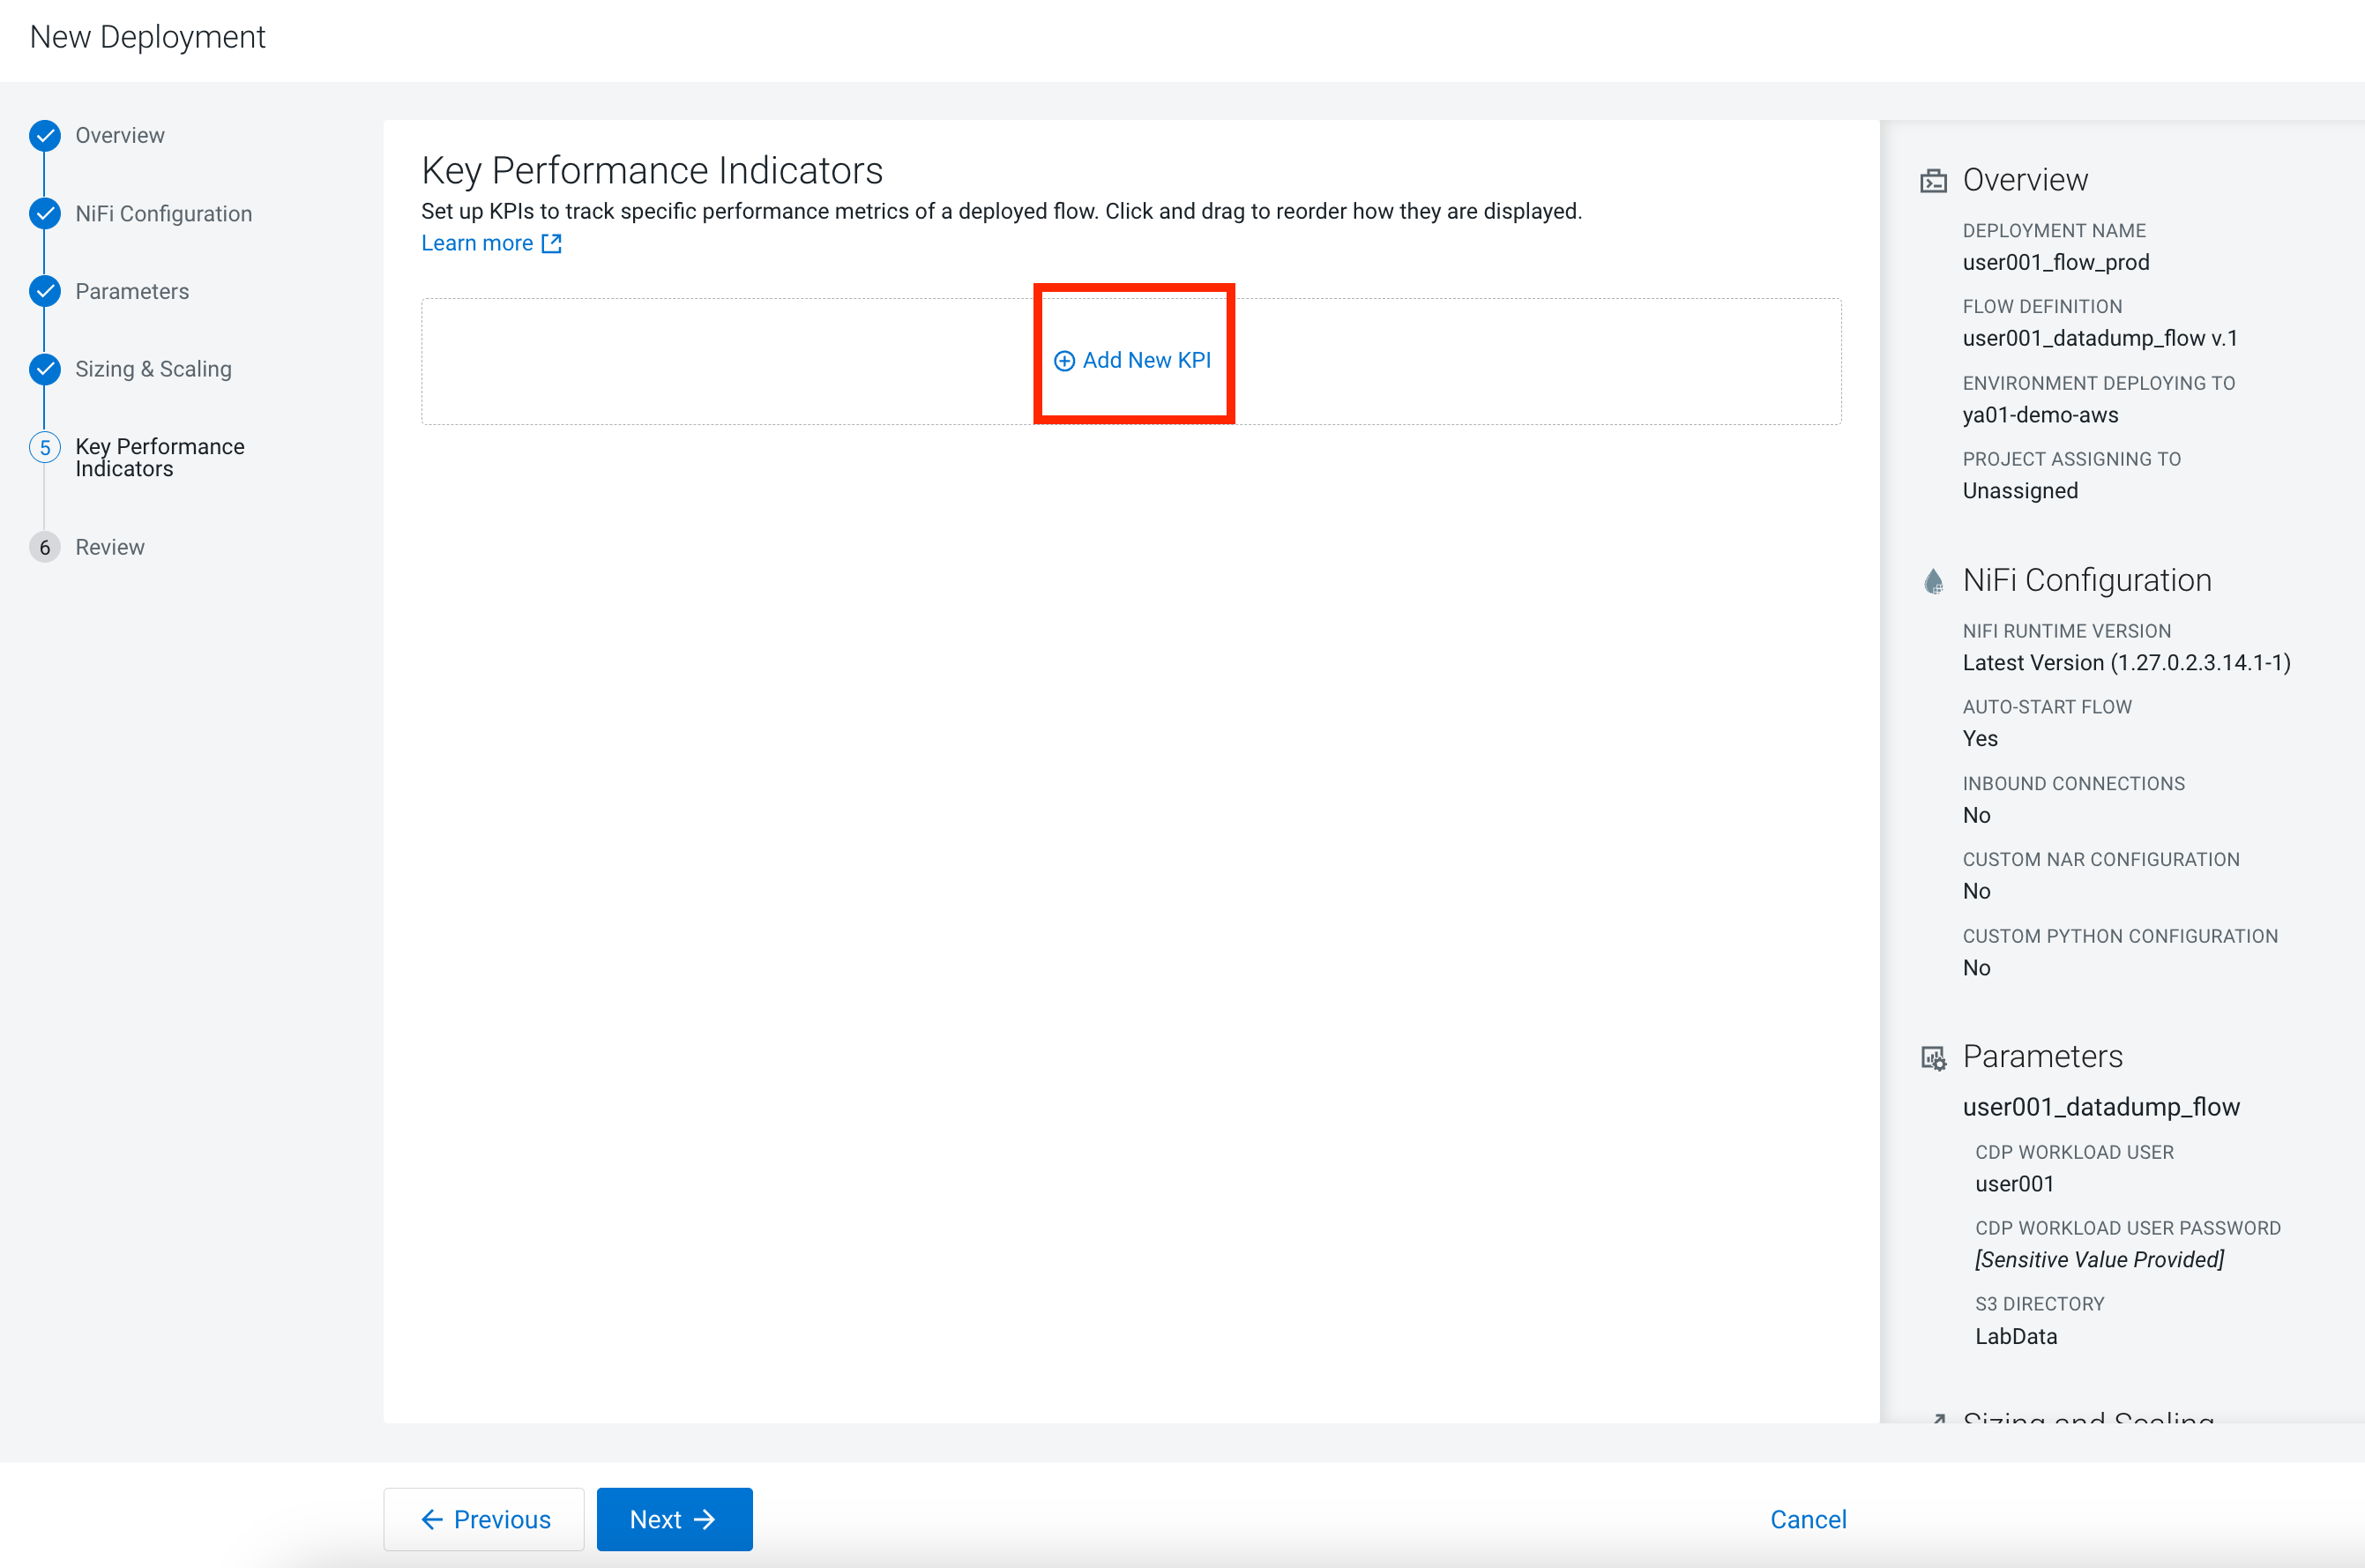 New Deployment
Overview
NiFi Configuration
Parameters
Sizing & Scaling
5
Key Performance
Indicators
6
Review
Key Performance Indicators
Set up KPIs to track specific performance metrics of a deployed flow. Click and drag to reorder how they are displayed.
Learn more
Add New KPI
Overview
DEPLOYMENT NAME
user001_flow_prod
FLOW DEFINITION
user001_datadump_flow v.1
ENVIRONMENT DEPLOYING TO
ya01-demo-aws
PROJECT ASSIGNING TO
Unassigned
NiFi Configuration
NIFI RUNTIME VERSION
Latest Version (1.27.0.2.3.14.1-1)
AUTO-START FLOW
Yes
INBOUND CONNECTIONS
No
CUSTOM NAR CONFIGURATION
No
CUSTOM PYTHON CONFIGURATION
No
Parameters
user001_datadump_flow
CDP WORKLOAD USER
user001
CDP WORKLOAD USER PASSWORD
[Sensitive Value Provided]
S3 DIRECTORY
LabData
Sizing and Scaling
Previous
Next
Cancel